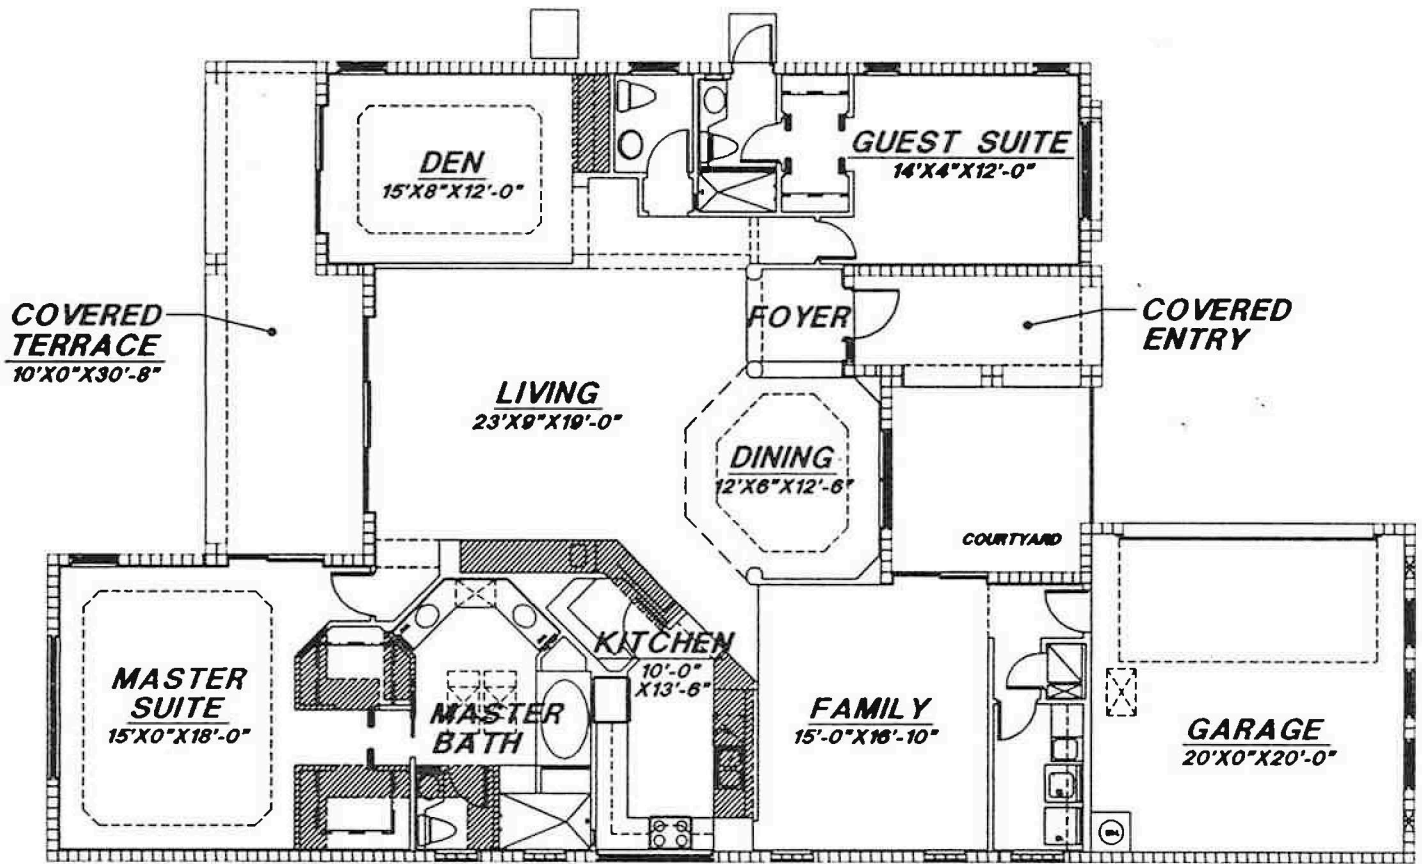 DEN
15'X8"X12'-0"
GUEST SUITE
14'X4"X12'-0"
COVERED
TERRACE
10'X0"X30'-8"
FOYER
COVERED
ENTRY
LIVING
23'X9"X19'-0"
DINING
12'X6"X12'-6"
COURTYARD
KITCHEN
10'-0"
X13'-6"
MASTER
SUITE
15'X0"X18'-0"
MASTER
BATH
FAMILY
15'-0"X16'-10"
GARAGE
20'X0"X20'-0"